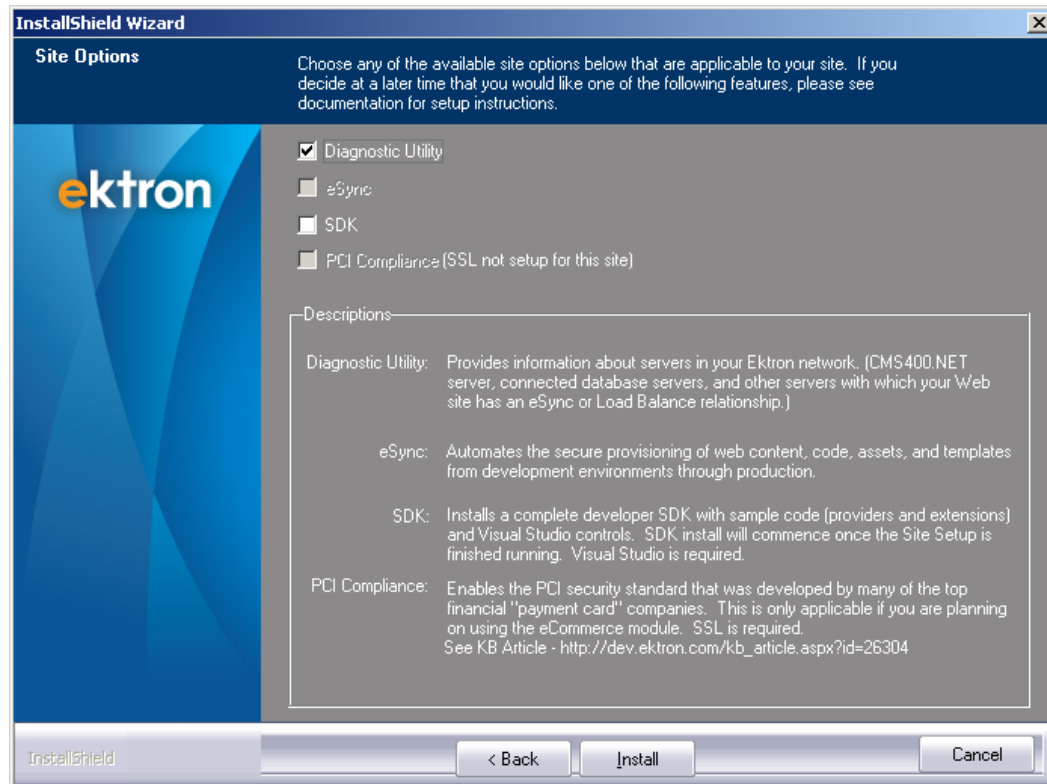 InstallShield Wizard
Site Options
Choose any of the available site options below that are applicable to your site. If you
decide at a later time that you would like one of the following features, please see
documentation for setup instructions.
ektron
Diagnostic Utility
eSync
SDK
PCI Compliance (SSL not setup for this site)
Descriptions
Diagnostic Utility: Provides information about servers in your Ektron network. (CMS400.NET
server, connected database servers, and other servers with which your Web
site has an eSync or Load Balance relationship.)
eSync: Automates the secure provisioning of web content, code, assets, and templates
from development environments through production.
SDK: Installs a complete developer SDK with sample code (providers and extensions)
and Visual Studio controls. SDK install will commence once the Site Setup is
finished running. Visual Studio is required.
PCI Compliance: Enables the PCI security standard that was developed by many of the top
financial "payment card" companies. This is only applicable if you are planning
on using the eCommerce module. SSL is required.
See KB Article - http://dev.ektron.com/kb_article.aspx?id=26304
InstallShield
< Back
Install
Cancel